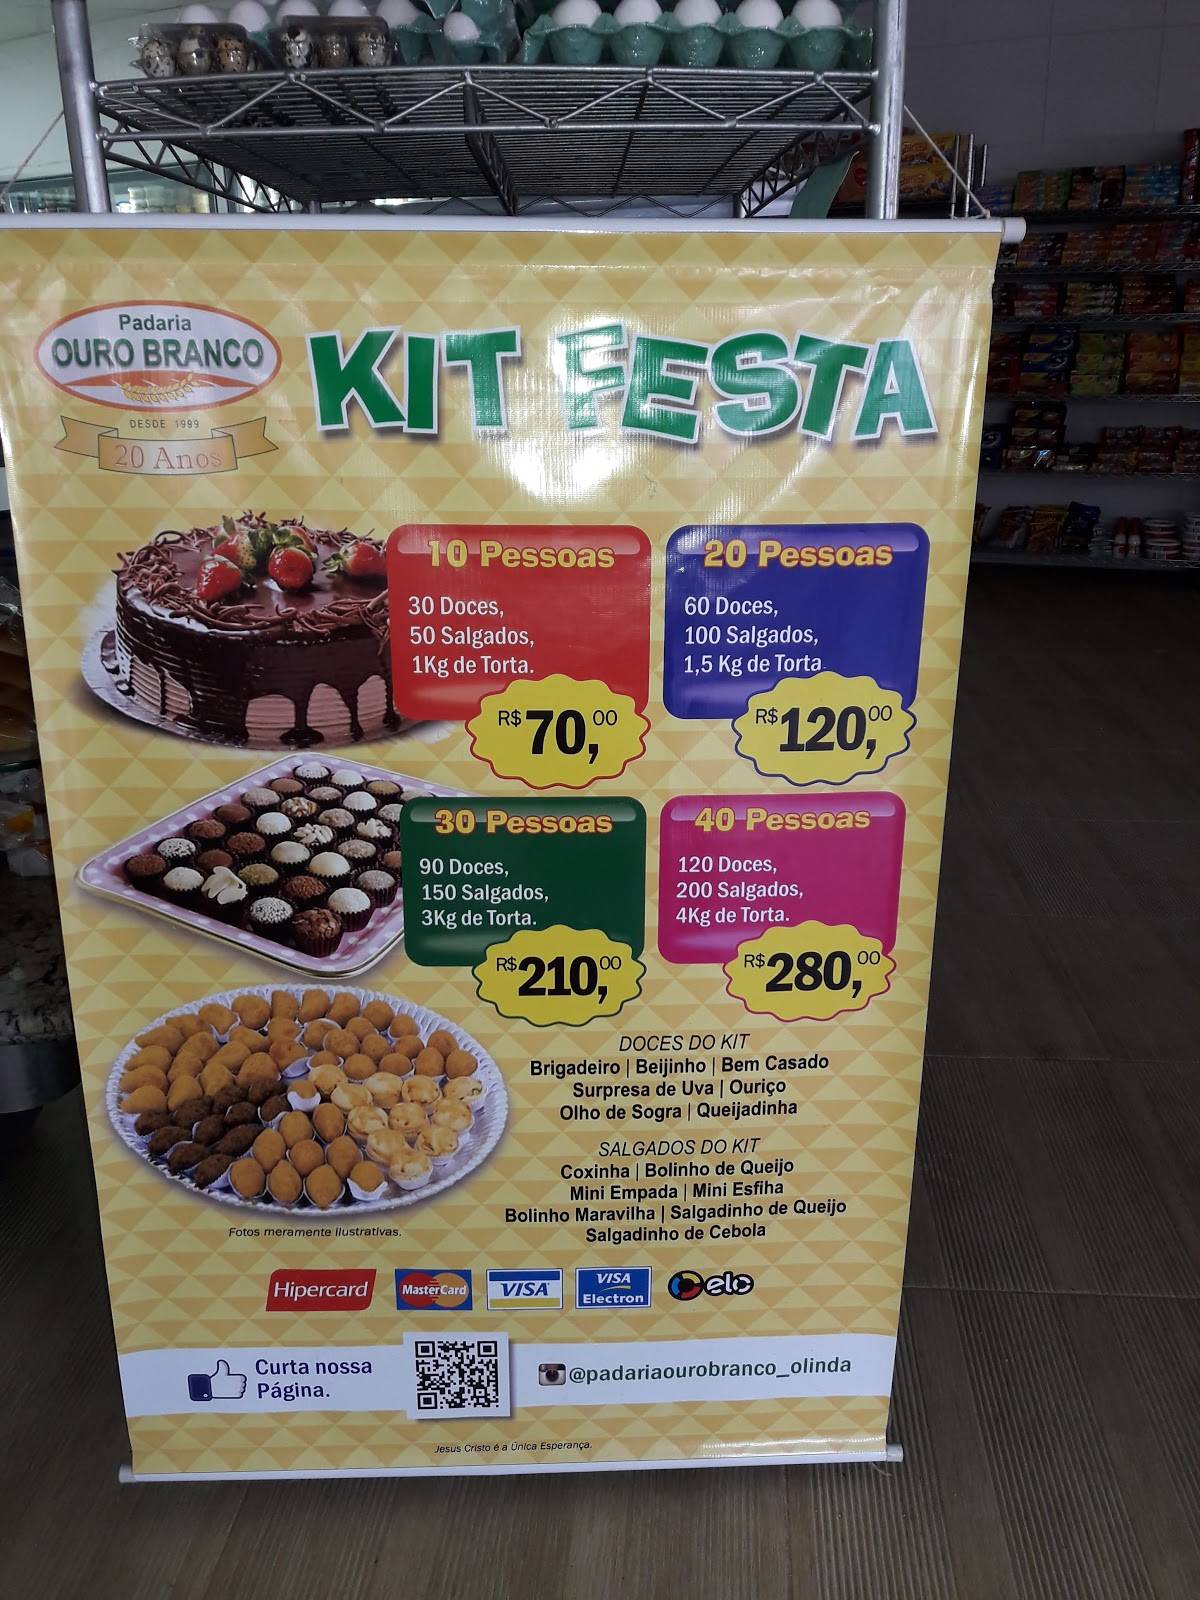 Padaria
OURO BRANCO
DESDE 1999
20 Anos
KIT FESTA
10 Pessoas
30 Doces,
50 Salgados,
1Kg de Torta.
R$70,00
20 Pessoas
60 Doces,
100 Salgados,
1,5 Kg de Torta.
R$120,00
30 Pessoas
90 Doces,
150 Salgados,
3Kg de Torta.
R$210,00
40 Pessoas
120 Doces,
200 Salgados,
4Kg de Torta.
R$280,00
DOCES DO KIT
Brigadeiro | Beijinho | Bem Casado
Surpresa de Uva | Ouriço
Olho de Sogra | Queijadinha
SALGADOS DO KIT
Coxinha | Bolinho de Queijo
Mini Empada | Mini Esfiha
Bolinho Maravilha | Salgadinho de Queijo
Salgadinho de Cebola
Fotos meramente ilustrativas.
Hipercard
MasterCard
VISA
VISA
Electron
elo
Curta nossa
Página.
@padariaourobranco_olinda
Jesus Cristo é a Única Esperança.